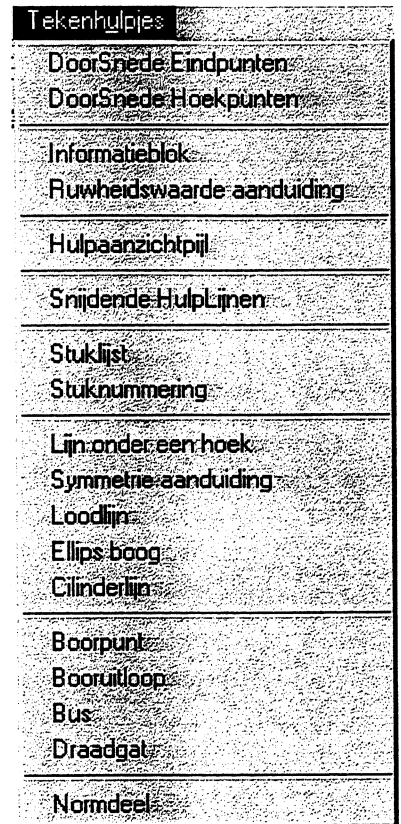 Tekenhulpjes
DoorSnede Eindpunten
DoorSnede Hoekpunten
Informatieblok
Ruwheidswaarde aanduiding
Hulpaanzichtpijl
Snijdende HulpLijnen
Stuklijst
Stuknummering
Lijn onder een hoek
Symmetrie aanduiding
Loodlijn
Ellips boog
Cilinderlijn
Boorpunt
Booruitloop
Bus
Draadgat
Normdeel